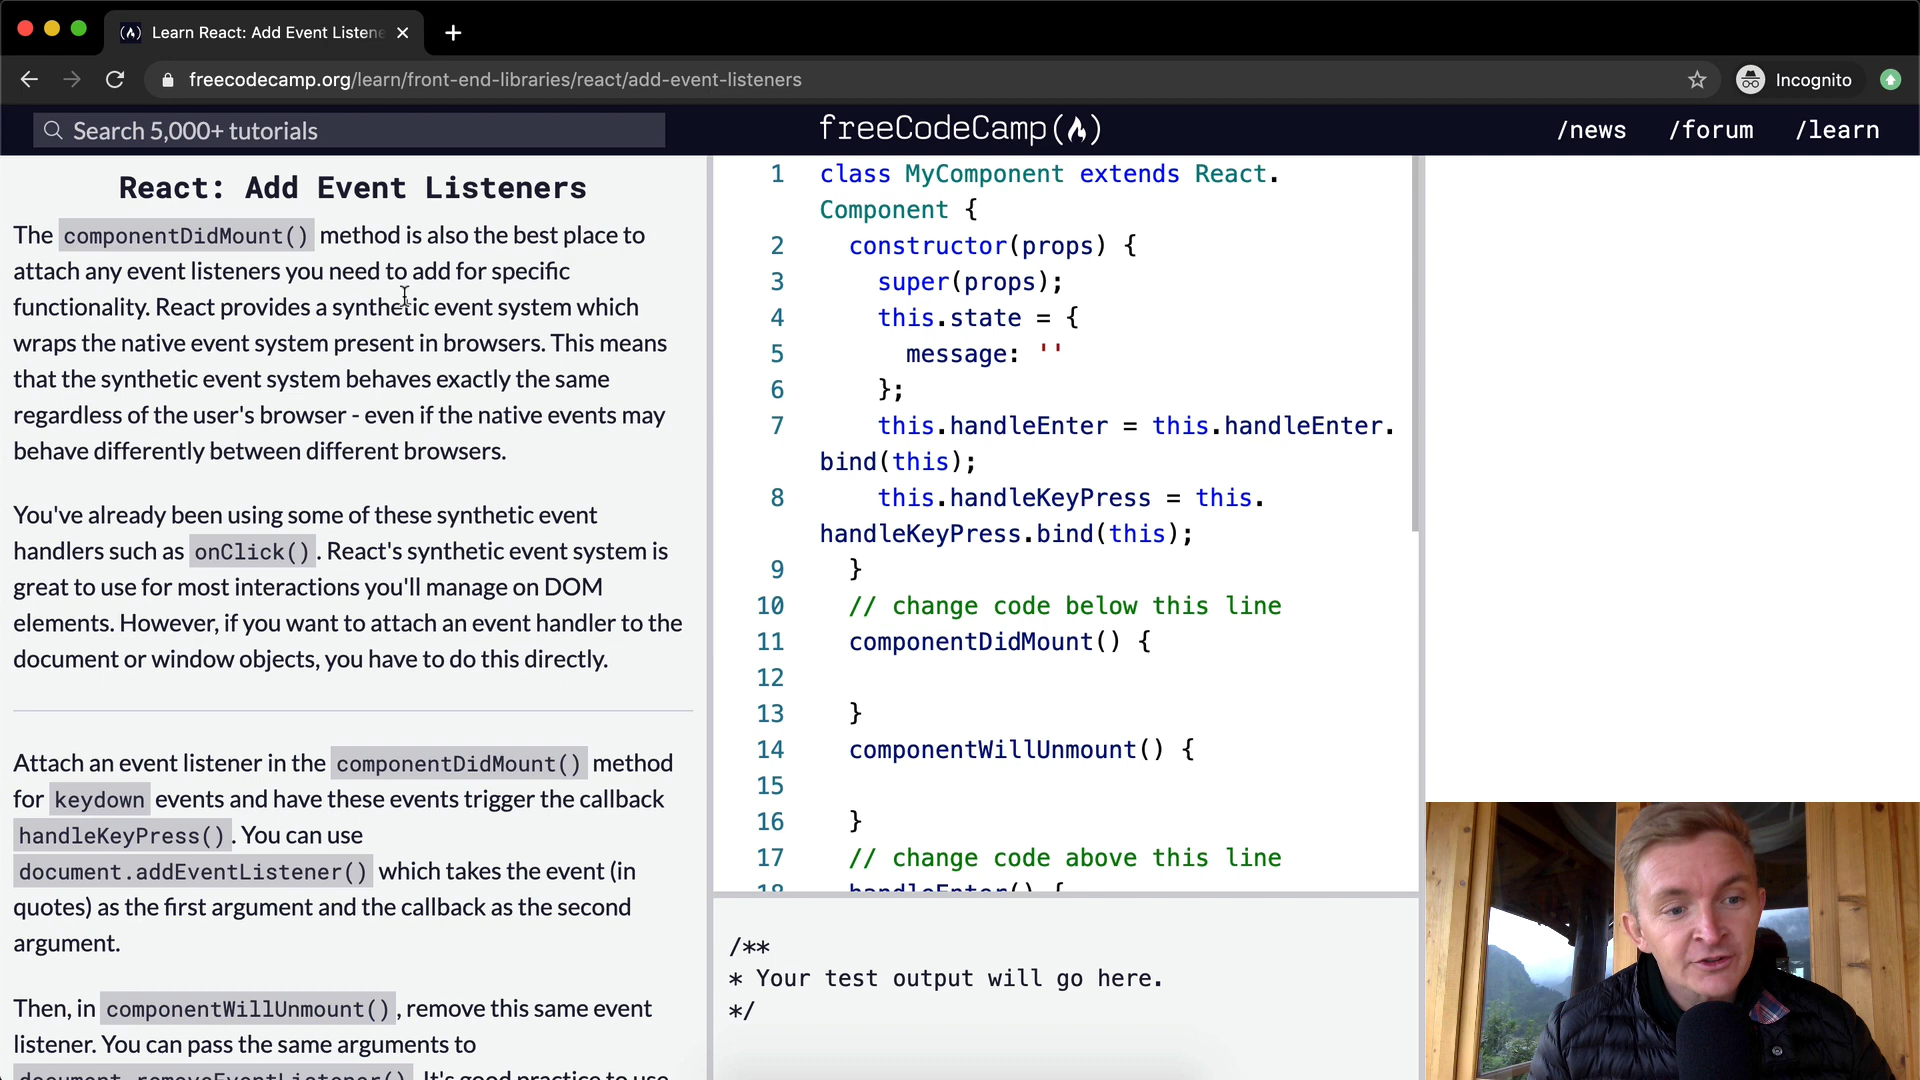 Learn React: Add Event Listene
freecodecamp.org/learn/front-end-libraries/react/add-event-listeners
Incognito
Search 5,000+ tutorials
freeCodeCamp(🔥)
/news /forum /learn
React: Add Event Listeners
The componentDidMount() method is also the best place to
attach any event listeners you need to add for specific
functionality. React provides a synthetic event system which
wraps the native event system present in browsers. This means
that the synthetic event system behaves exactly the same
regardless of the user's browser - even if the native events may
behave differently between different browsers.
You've already been using some of these synthetic event
handlers such as onClick(). React's synthetic event system is
great to use for most interactions you'll manage on DOM
elements. However, if you want to attach an event handler to the
document or window objects, you have to do this directly.
Attach an event listener in the componentDidMount() method
for keydown events and have these events trigger the callback
handleKeyPress(). You can use
document.addEventListener() which takes the event (in
quotes) as the first argument and the callback as the second
argument.
Then, in componentWillUnmount(), remove this same event
listener. You can pass the same arguments to
document.removeEventListener(). It's good practice to use
1 class MyComponent extends React.
Component {
2 constructor(props) {
3 super(props);
4 this.state = {
5 message: ''
6 };
7 this.handleEnter = this.handleEnter.
bind(this);
8 this.handleKeyPress = this.
handleKeyPress.bind(this);
9 }
10 // change code below this line
11 componentDidMount() {
12
13 }
14 componentWillUnmount() {
15
16 }
17 // change code above this line
18 handleEnter() {
/**
* Your test output will go here.
*/